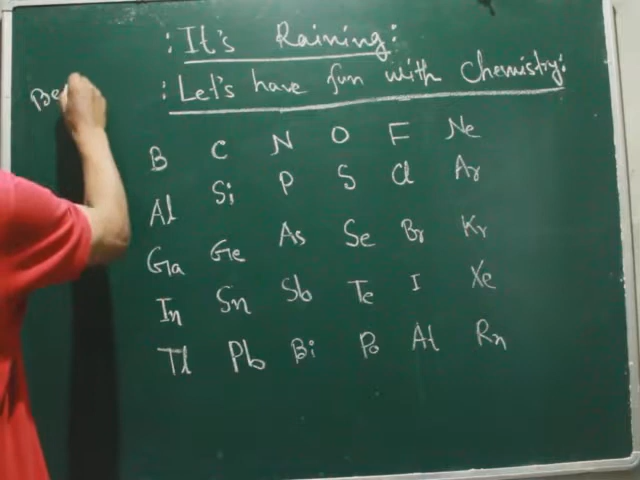 : It's Raining :
: Let's have fun with Chemistry :
Be
B C N O F Ne
Al Si P S Cl Ar
Ga Ge As Se Br Kr
In Sn Sb Te I Xe
Tl Pb Bi Po At Rn